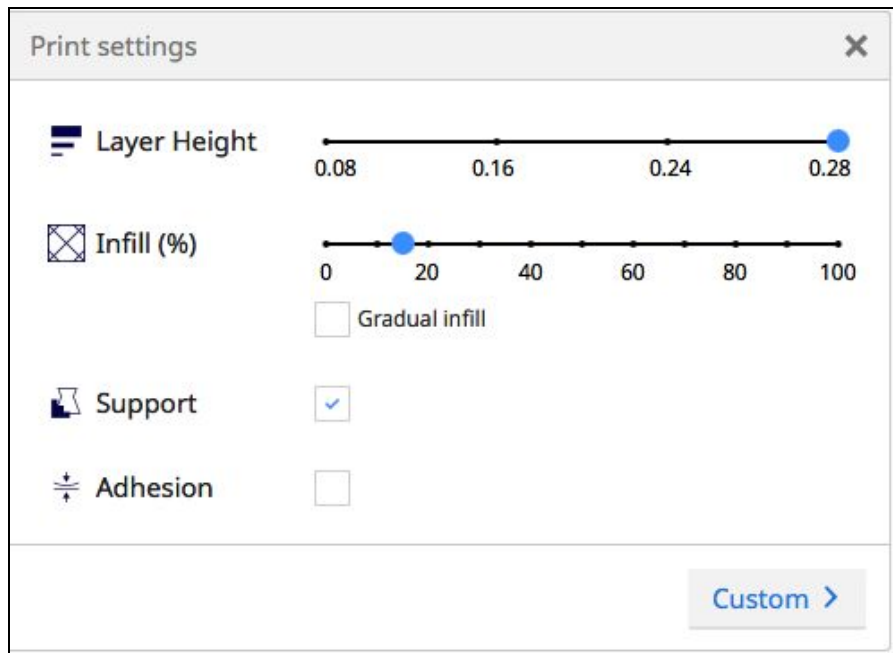 Print settings
Layer Height
0.08 0.16 0.24 0.28
Infill (%)
0 20 40 60 80 100
Gradual infill
Support
Adhesion
Custom